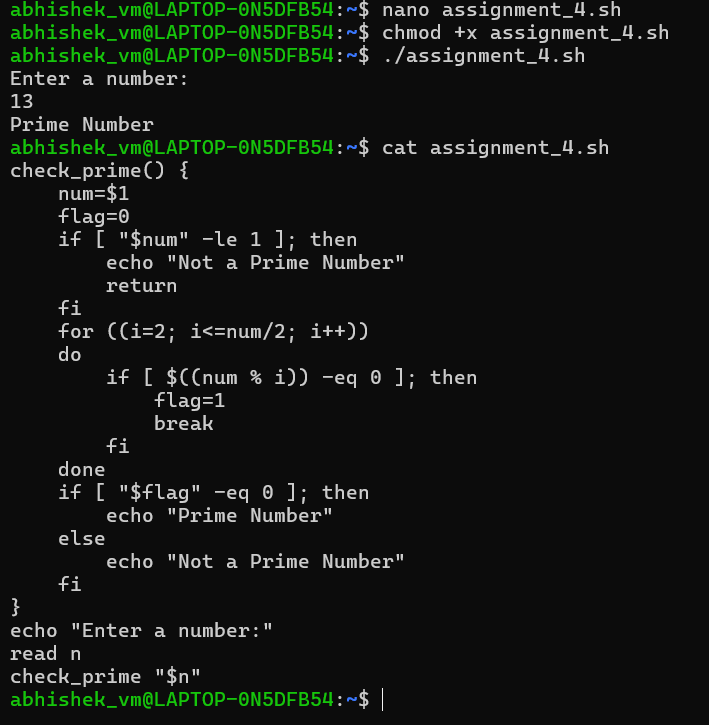 abhishek_vm@LAPTOP-0N5DFB54:~$ nano assignment_4.sh
abhishek_vm@LAPTOP-0N5DFB54:~$ chmod +x assignment_4.sh
abhishek_vm@LAPTOP-0N5DFB54:~$ ./assignment_4.sh
Enter a number:
13
Prime Number
abhishek_vm@LAPTOP-0N5DFB54:~$ cat assignment_4.sh
check_prime() {
    num=$1
    flag=0
    if [ "$num" -le 1 ]; then
        echo "Not a Prime Number"
        return
    fi
    for ((i=2; i<=num/2; i++))
    do
        if [ $((num % i)) -eq 0 ]; then
            flag=1
            break
        fi
    done
    if [ "$flag" -eq 0 ]; then
        echo "Prime Number"
    else
        echo "Not a Prime Number"
    fi
}
echo "Enter a number:"
read n
check_prime "$n"
abhishek_vm@LAPTOP-0N5DFB54:~$